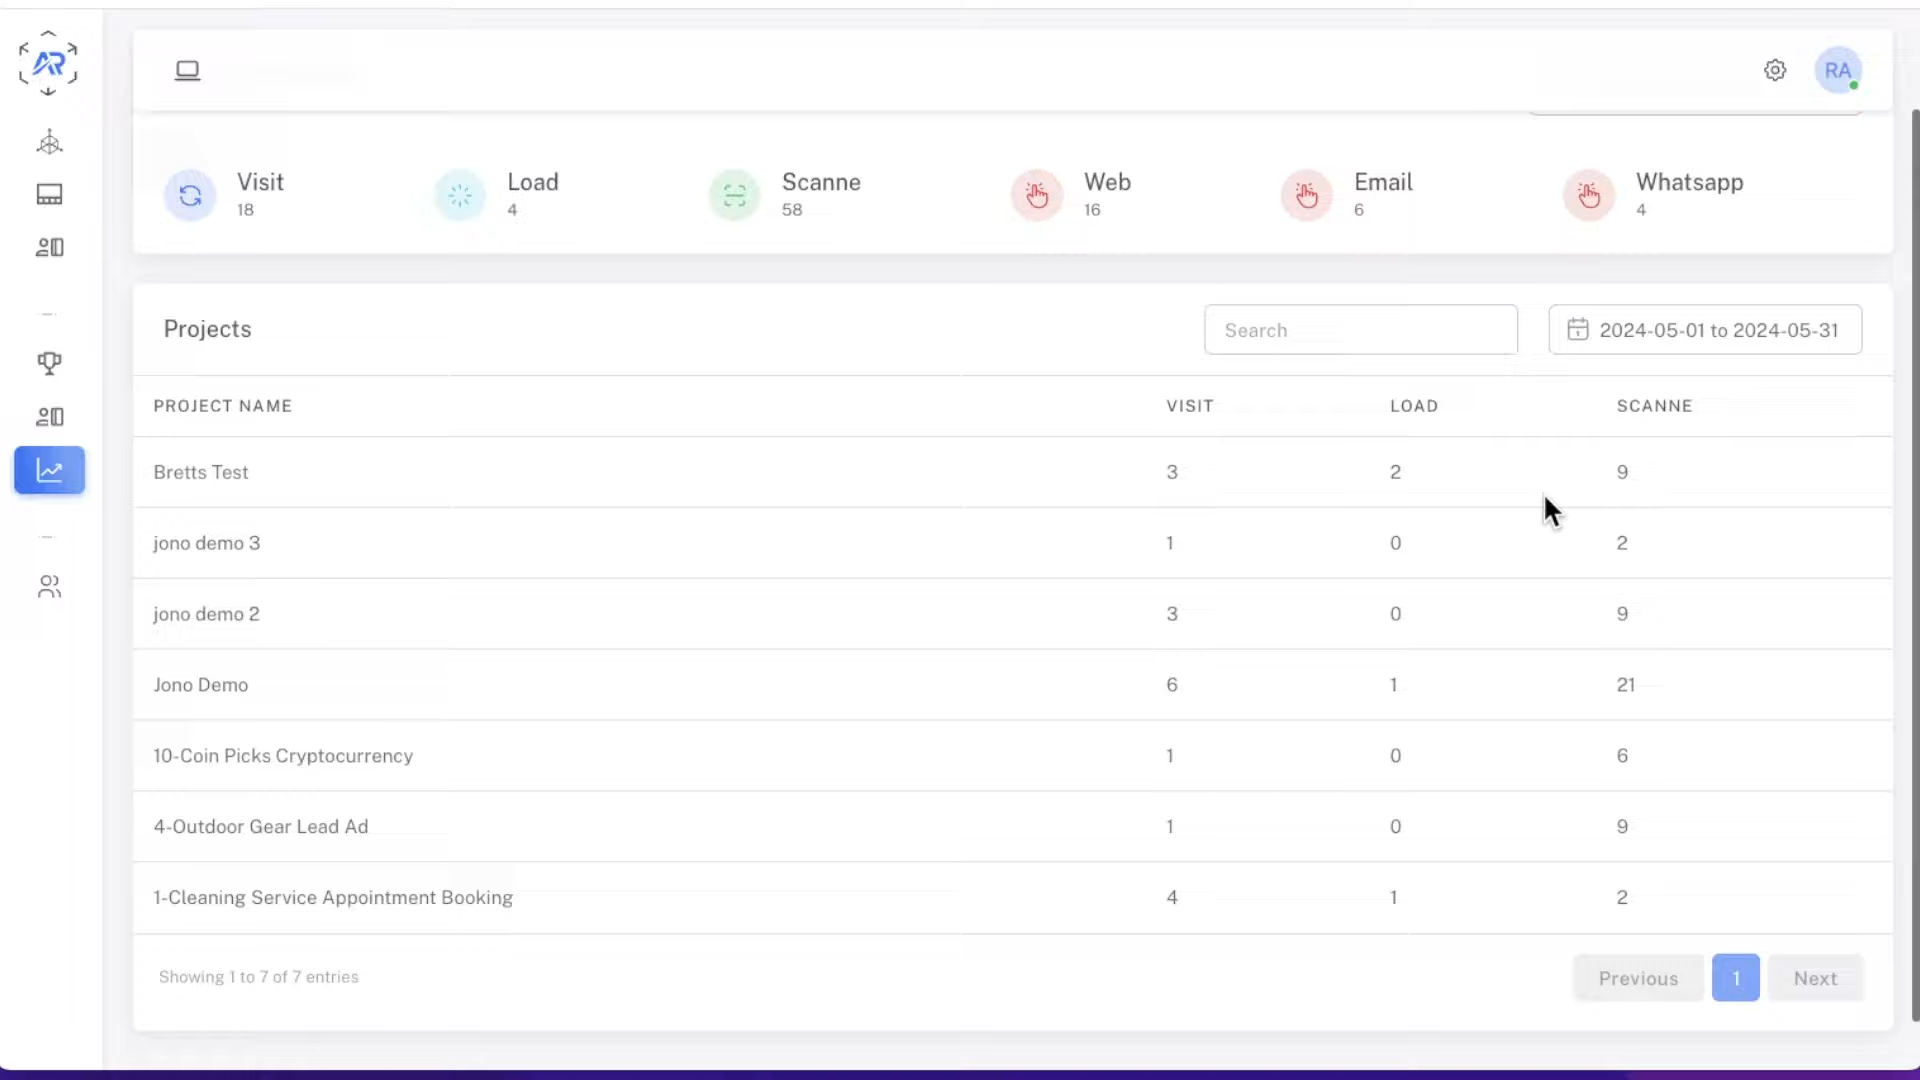 AR
RA
Visit
18
Load
4
Scanne
58
Web
16
Email
6
Whatsapp
4
Projects
Search
2024-05-01 to 2024-05-31
PROJECT NAME VISIT LOAD SCANNE
Bretts Test 3 2 9
jono demo 3 1 0 2
jono demo 2 3 0 9
Jono Demo 6 1 21
10-Coin Picks Cryptocurrency 1 0 6
4-Outdoor Gear Lead Ad 1 0 9
1-Cleaning Service Appointment Booking 4 1 2
Showing 1 to 7 of 7 entries
Previous 1 Next